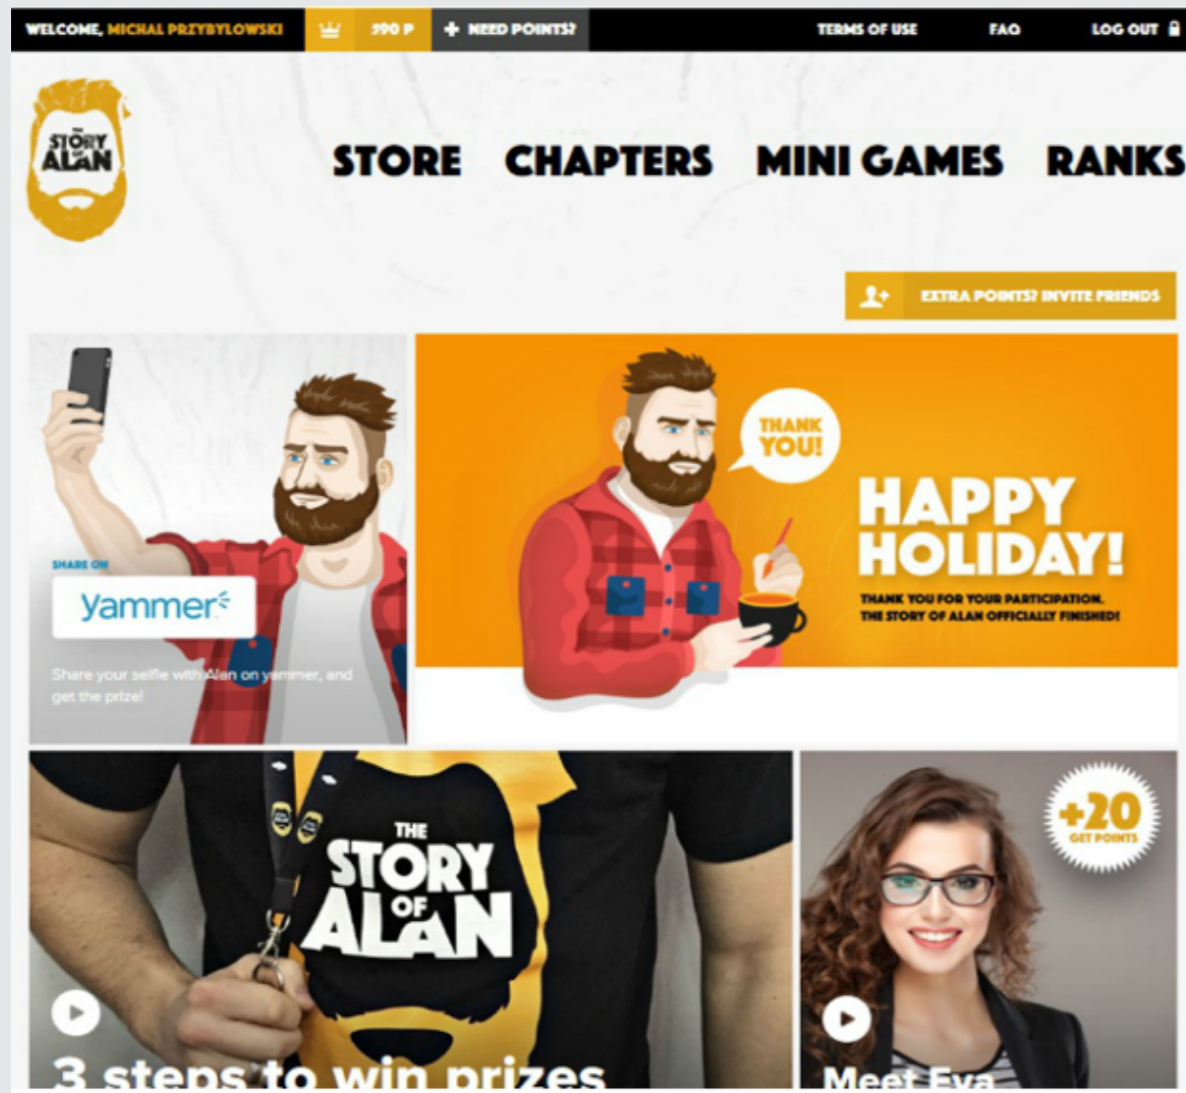 WELCOME, MICHAL PRZYBYLOWSKI
390 P
NEED POINTS?
TERMS OF USE
FAQ
LOG OUT
THE
STORY
OF
ALAN
STORE
CHAPTERS
MINI GAMES
RANKS
EXTRA POINTS? INVITE FRIENDS
SHARE ON
yammer
Share your selfie with Alan on yammer, and
get the prize!
THANK
YOU!
HAPPY
HOLIDAY!
THANK YOU FOR YOUR PARTICIPATION.
THE STORY OF ALAN OFFICIALLY FINISHED!
THE
STORY
OF
ALAN
3 steps to win prizes
+20
GET POINTS
Meet Eva